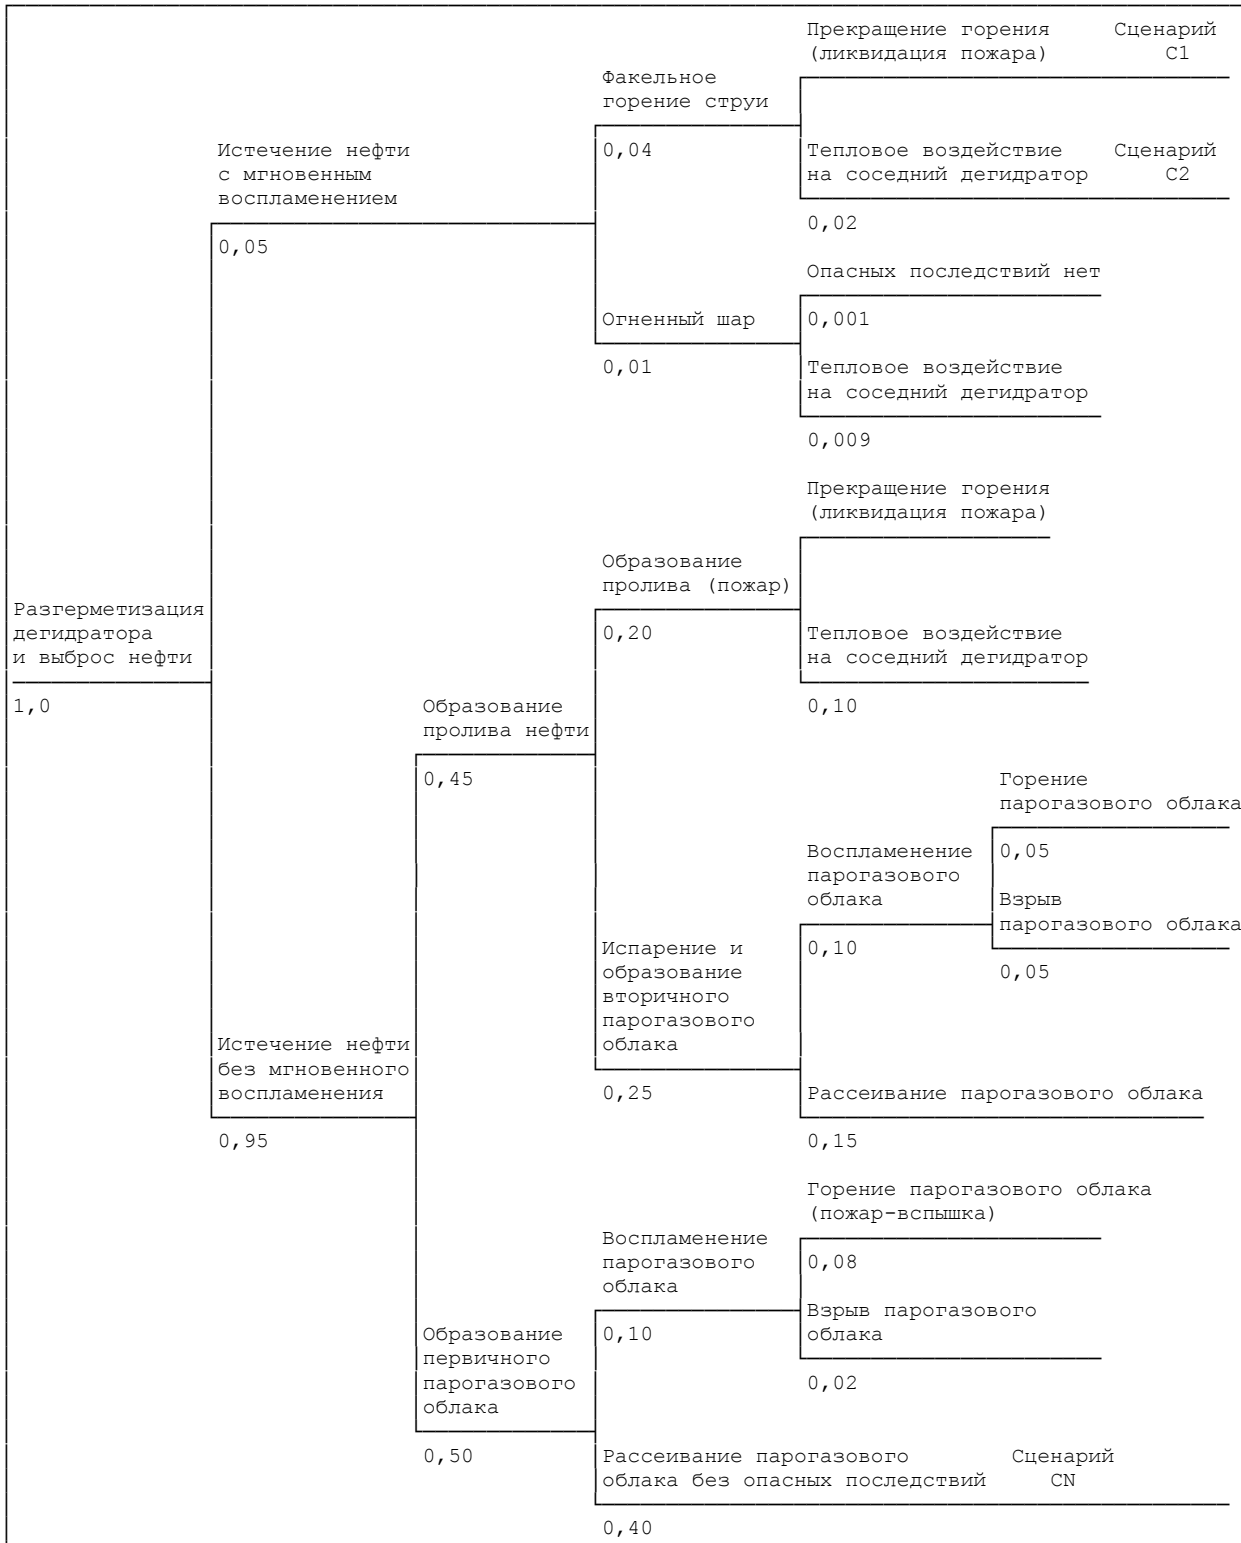 Прекращение горения Сценарий
(ликвидация пожара) С1
Факельное
горение струи
Истечение нефти 0,04 Тепловое воздействие Сценарий
с мгновенным на соседний дегидратор С2
воспламенением
0,02
0,05
Опасных последствий нет
Огненный шар 0,001
0,01 Тепловое воздействие
на соседний дегидратор
0,009
Прекращение горения
(ликвидация пожара)
Образование
пролива (пожар)
Разгерметизация
дегидратора 0,20 Тепловое воздействие
и выброс нефти на соседний дегидратор
1,0 Образование 0,10
пролива нефти
0,45 Горение
парогазового облака
Воспламенение 0,05
парогазового
облака Взрыв
парогазового облака
Испарение и 0,10
образование 0,05
вторичного
парогазового
Истечение нефти облака
без мгновенного
воспламенения 0,25 Рассеивание парогазового облака
0,95 0,15
Горение парогазового облака
(пожар-вспышка)
Воспламенение
парогазового 0,08
облака
Взрыв парогазового
Образование 0,10 облака
первичного
парогазового 0,02
облака
0,50 Рассеивание парогазового Сценарий
облака без опасных последствий СN
0,40